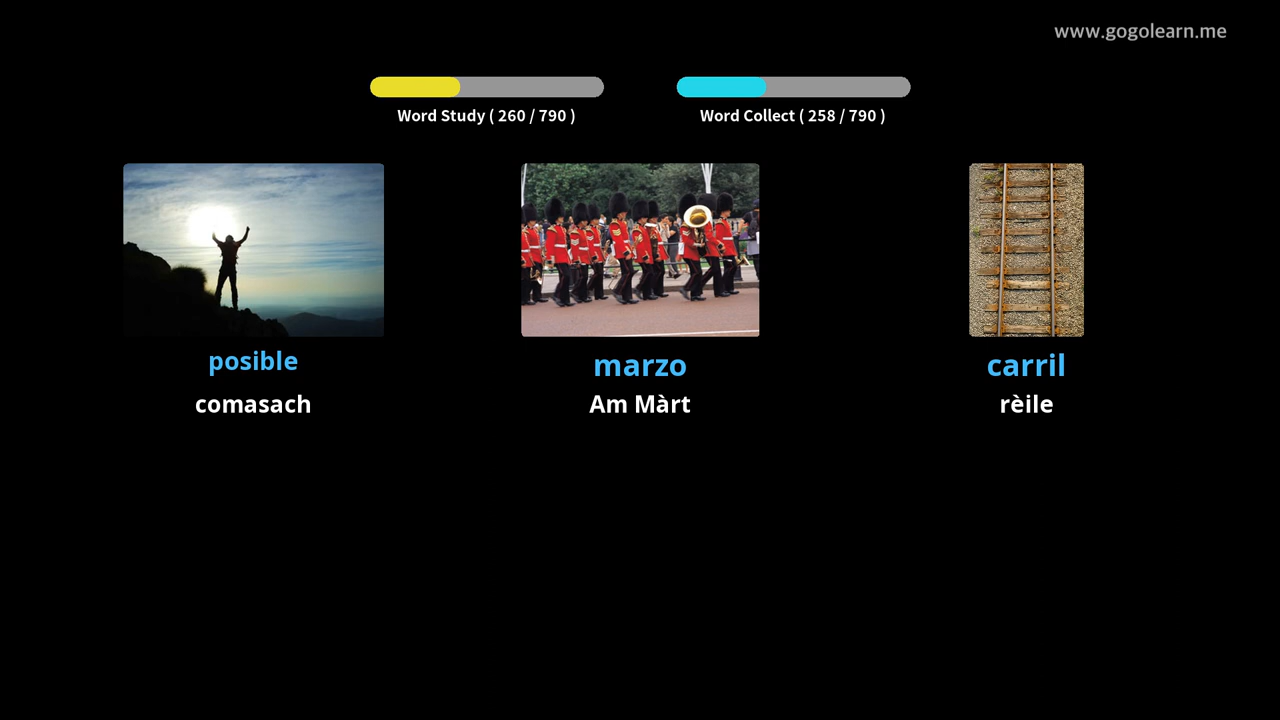 www.gogolearn.me
Word Study ( 260 / 790 )
Word Collect ( 258 / 790 )
posible
marzo
carril
comasach
Am Màrt
rèile